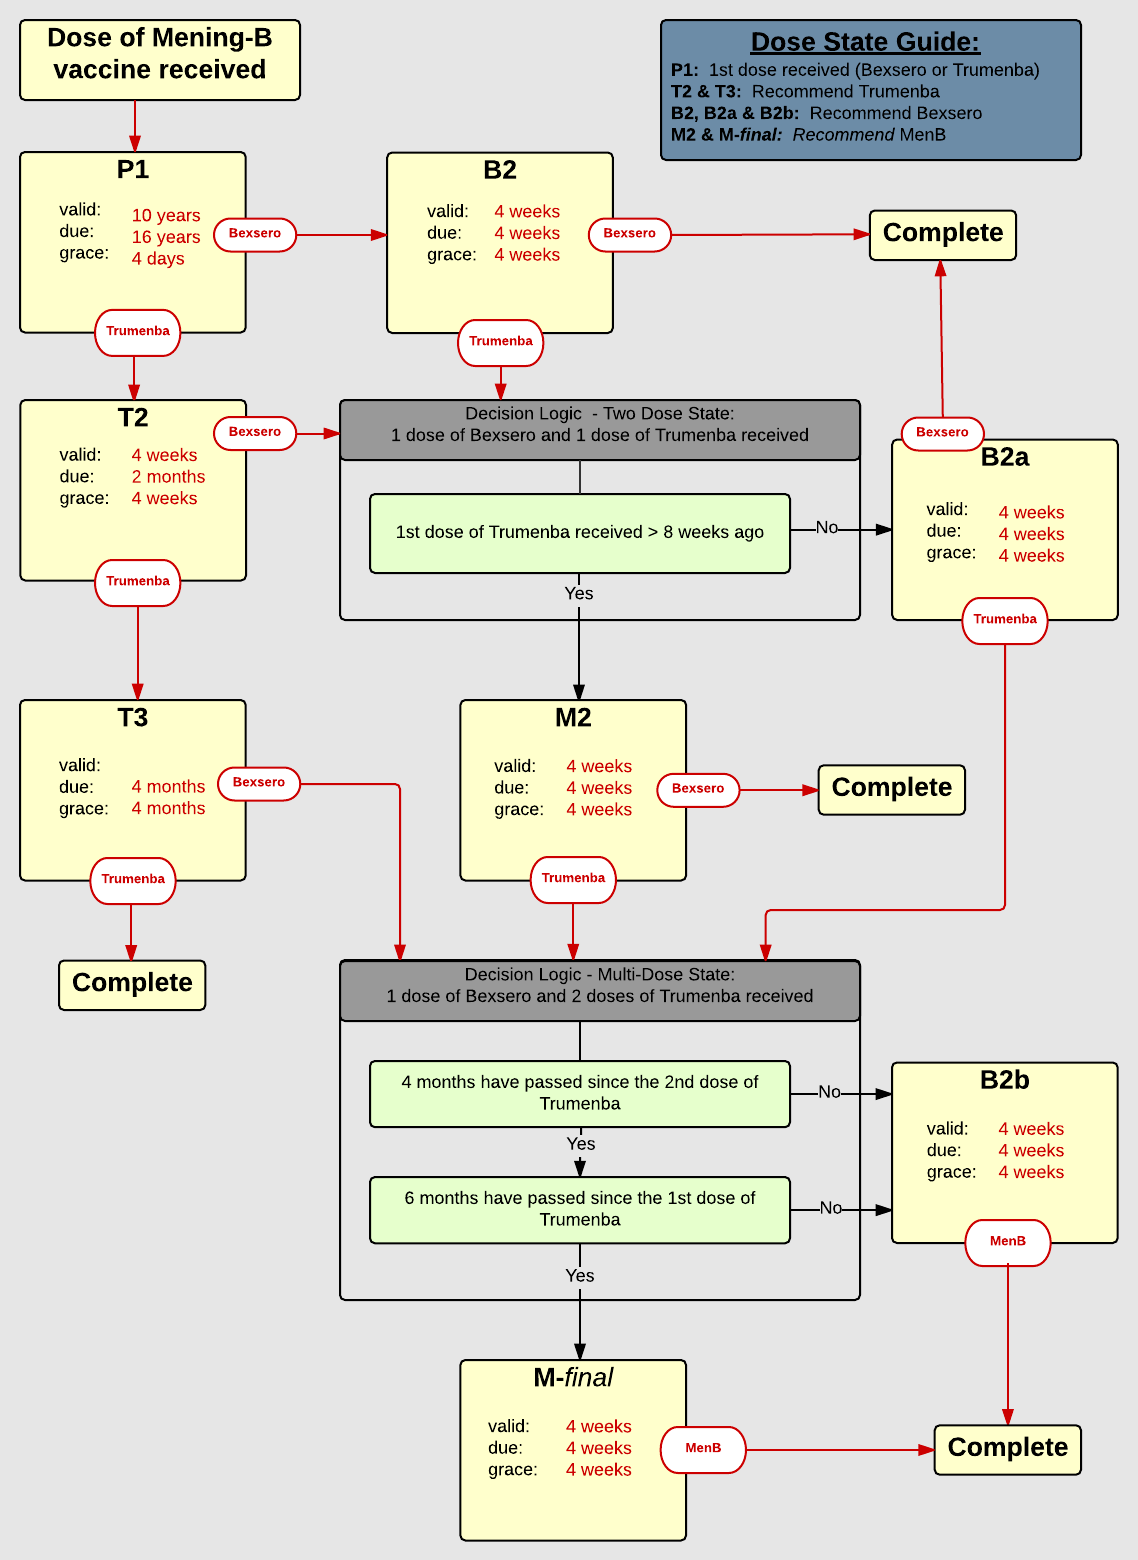 Dose of Mening-B
vaccine received
Dose State Guide:
P1: 1st dose received (Bexsero or Trumenba)
T2 & T3: Recommend Trumenba
B2, B2a & B2b: Recommend Bexsero
M2 & M-final: Recommend MenB
P1
valid: 10 years
due: 16 years
grace: 4 days
Bexsero
Trumenba
B2
valid: 4 weeks
due: 4 weeks
grace: 4 weeks
Bexsero
Trumenba
Complete
T2
valid: 4 weeks
due: 2 months
grace: 4 weeks
Bexsero
Trumenba
Decision Logic - Two Dose State:
1 dose of Bexsero and 1 dose of Trumenba received
1st dose of Trumenba received > 8 weeks ago
No
Yes
Bexsero
B2a
valid: 4 weeks
due: 4 weeks
grace: 4 weeks
Trumenba
T3
valid:
due: 4 months
grace: 4 months
Bexsero
Trumenba
Complete
M2
valid: 4 weeks
due: 4 weeks
grace: 4 weeks
Bexsero
Trumenba
Complete
Decision Logic - Multi-Dose State:
1 dose of Bexsero and 2 doses of Trumenba received
4 months have passed since the 2nd dose of
Trumenba
No
Yes
6 months have passed since the 1st dose of
Trumenba
No
Yes
B2b
valid: 4 weeks
due: 4 weeks
grace: 4 weeks
MenB
M-final
valid: 4 weeks
due: 4 weeks
grace: 4 weeks
MenB
Complete